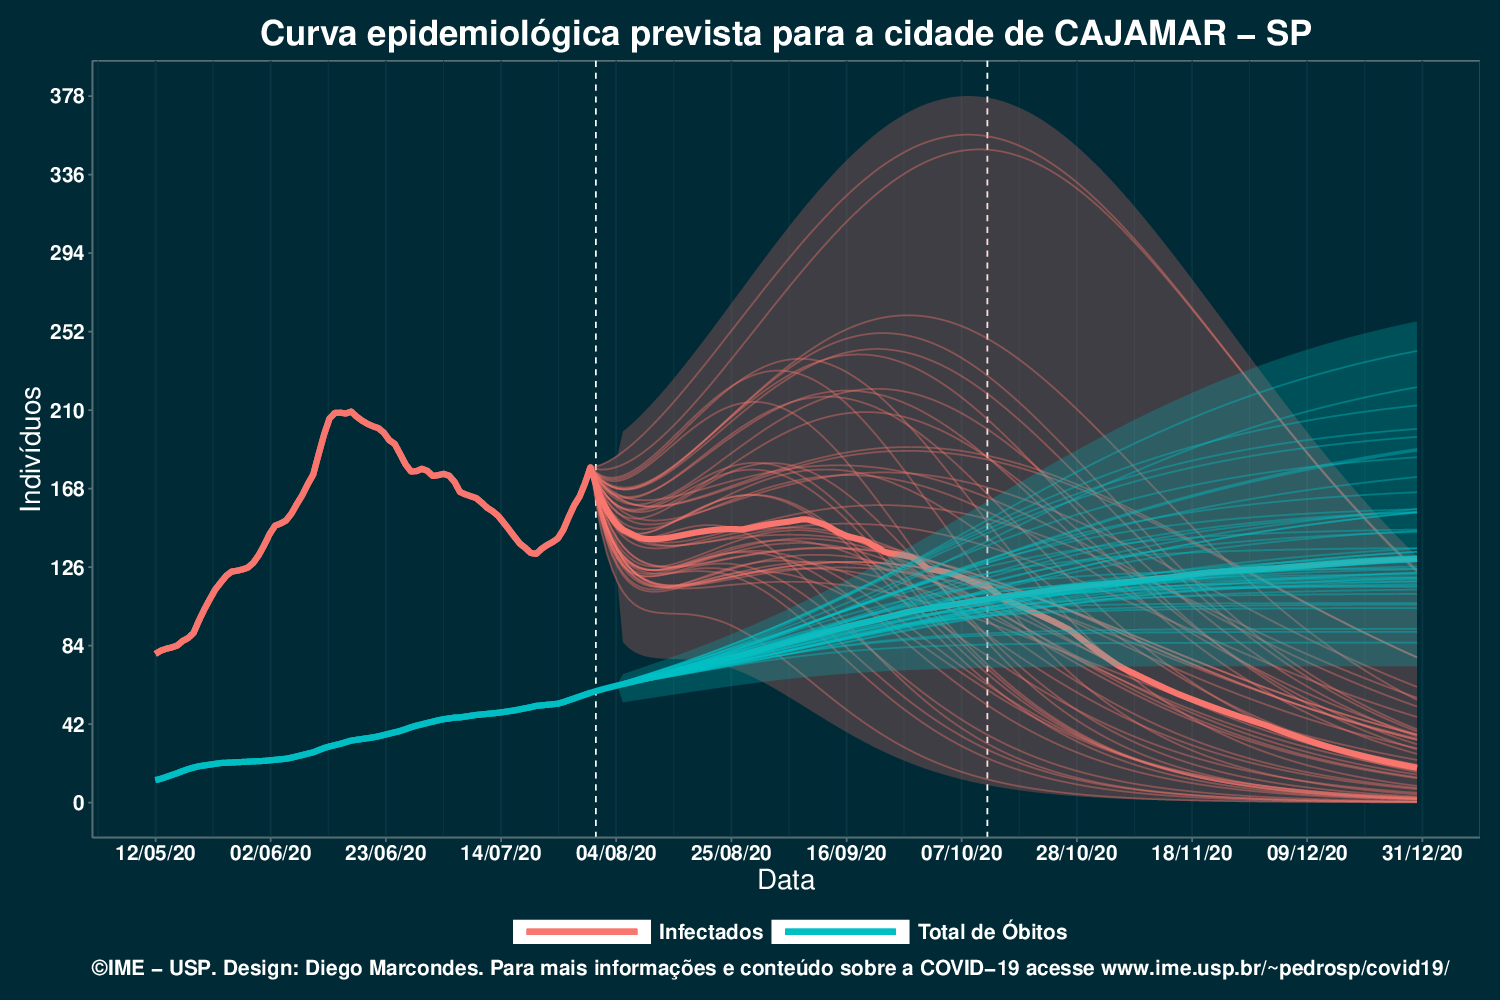 Curva epidemiológica prevista para a cidade de CAJAMAR – SP
Indivíduos
378
336
294
252
210
168
126
84
42
0
12/05/20 02/06/20 23/06/20 14/07/20 04/08/20 25/08/20 16/09/20 07/10/20 28/10/20 18/11/20 09/12/20 31/12/20
Data
Infectados Total de Óbitos
©IME – USP. Design: Diego Marcondes. Para mais informações e conteúdo sobre a COVID–19 acesse www.ime.usp.br/~pedrosp/covid19/